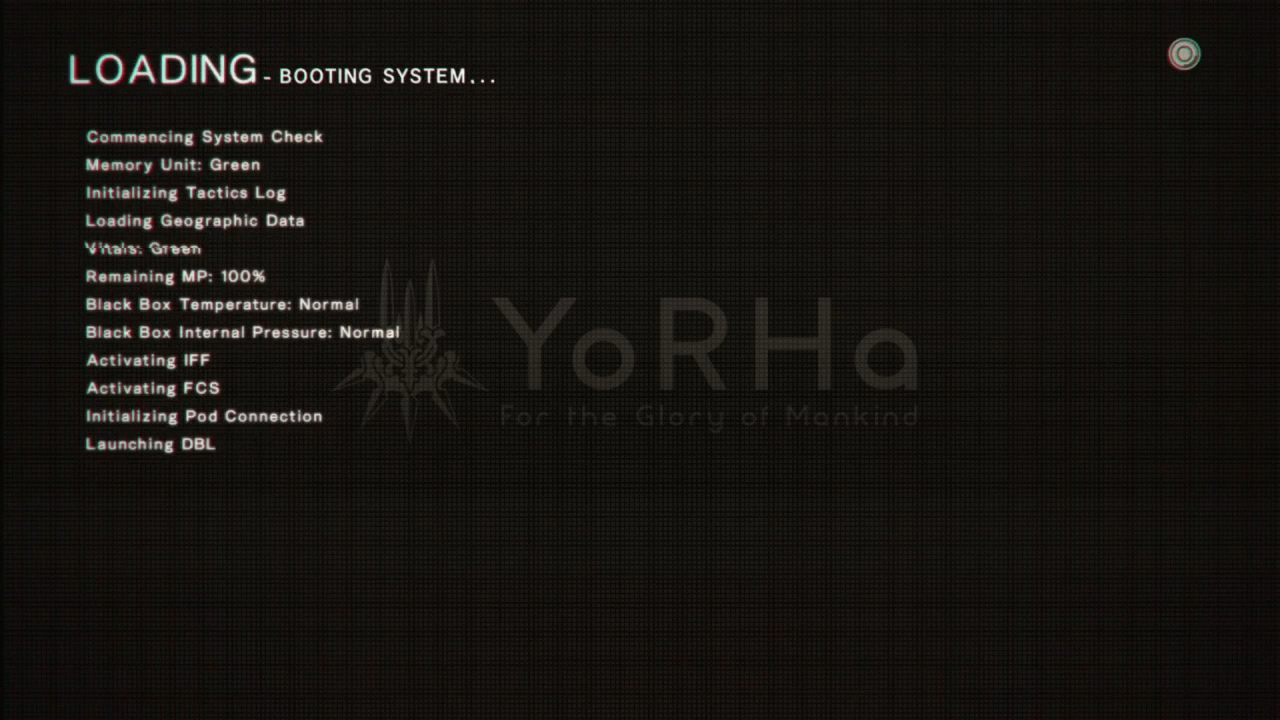 LOADING - BOOTING SYSTEM...
Commencing System Check
Memory Unit: Green
Initializing Tactics Log
Loading Geographic Data
Vitals: Green
Remaining MP: 100%
Black Box Temperature: Normal
Black Box Internal Pressure: Normal
Activating IFF
Activating FCS
Initializing Pod Connection
Launching DBL
YoRHa
For the Glory of Mankind